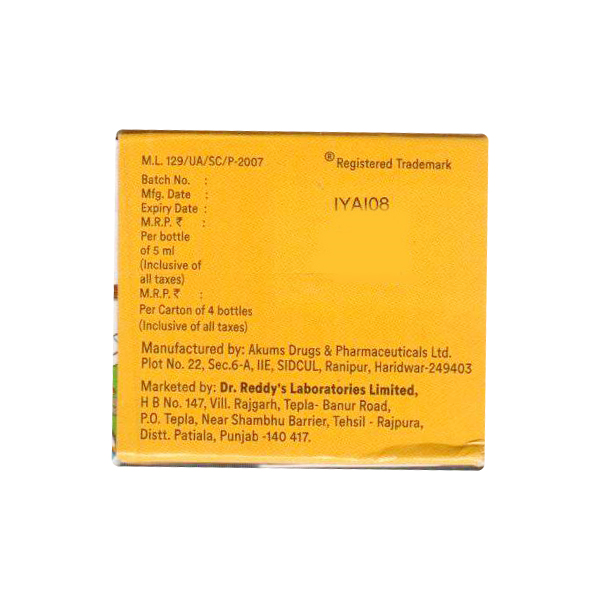 M.L. 129/UA/SC/P-2007
® Registered Trademark
Batch No. :
IYAI08
Mfg. Date :
Expiry Date :
M.R.P. ₹ :
Per bottle
of 5 ml
(Inclusive of
all taxes)
M.R.P. ₹ :
Per Carton of 4 bottles
(Inclusive of all taxes)
Manufactured by: Akums Drugs & Pharmaceuticals Ltd.
Plot No. 22, Sec.6-A, IIE, SIDCUL, Ranipur, Haridwar-249403
Marketed by: Dr. Reddy's Laboratories Limited,
H B No. 147, Vill. Rajgarh, Tepla- Banur Road,
P.O. Tepla, Near Shambhu Barrier, Tehsil - Rajpura,
Distt. Patiala, Punjab -140 417.